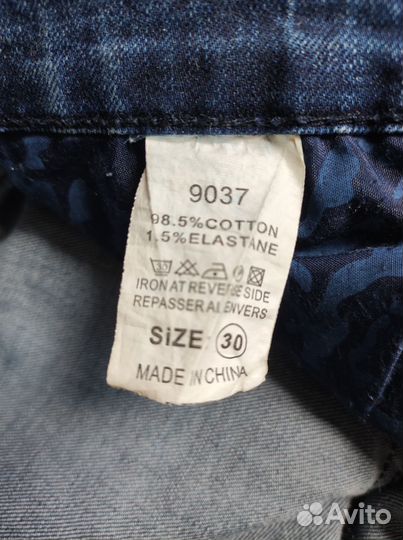 9037
98.5%COTTON
1.5%ELASTANE
30
IRON AT REVERSE SIDE
REPASSER AL ENVERS
SiZE: 30
MADE IN CHINA
Avito